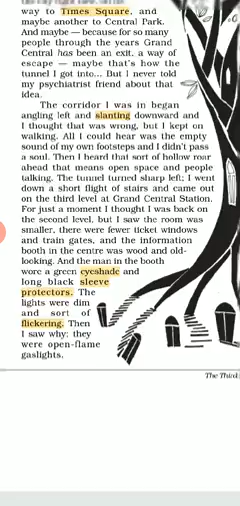 way to Times Square, and
maybe another to Central Park.
And maybe — because for so many
people through the years Grand
Central has been an exit, a way of
escape — maybe that's how the
tunnel I got into... But I never told
my psychiatrist friend about that
idea.
The corridor I was in began
angling left and slanting downward and
I thought that was wrong, but I kept on
walking. All I could hear was the empty
sound of my own footsteps and I didn't pass
a soul. Then I heard that sort of hollow roar
ahead that means open space and people
talking. The tunnel turned sharp left; I went
down a short flight of stairs and came out
on the third level at Grand Central Station.
For just a moment I thought I was back on
the second level, but I saw the room was
smaller, there were fewer ticket windows
and train gates, and the information
booth in the centre was wood and old-
looking. And the man in the booth
wore a green eyeshade and
long black sleeve
protectors. The
lights were dim
and sort of
flickering. Then
I saw why; they
were open-flame
gaslights.
The Third